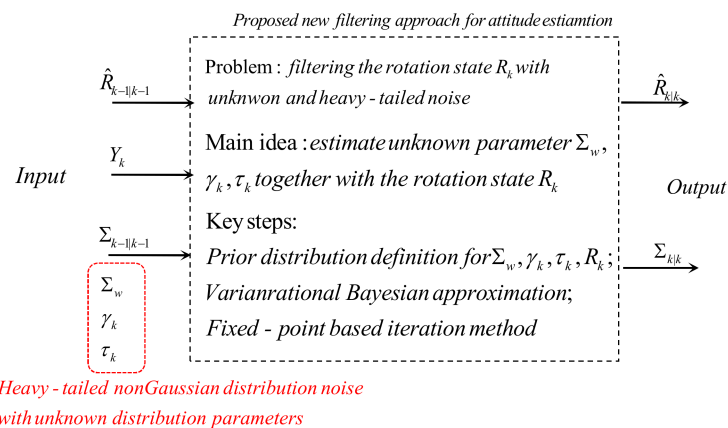 Proposed new filtering approach for attitude estiamtion
R̂ₖ₋₁|ₖ₋₁
Problem : filtering the rotation state Rₖ with
unknwon and heavy - tailed noise
R̂ₖ|ₖ
Yₖ
Main idea : estimate unknown parameter Σ_w,
γₖ, τₖ together with the rotation state Rₖ
Input
Output
Key steps:
Σₖ₋₁|ₖ₋₁
Prior distribution definition for Σ_w, γₖ, τₖ, Rₖ;
Σₖ|ₖ
Σ_w
Varianrational Bayesian approximation;
γₖ
Fixed - point based iteration method
τₖ
Heavy - tailed nonGaussian distribution noise
with unknown distribution parameters